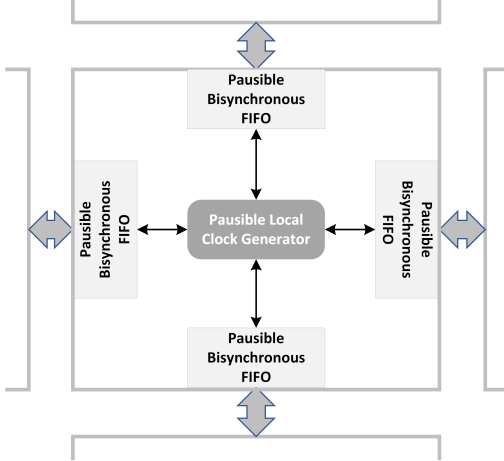 Pausible
Bisynchronous
FIFO
Pausible
Bisynchronous
FIFO
Pausible Local
Clock Generator
Pausible
Bisynchronous
FIFO
Pausible
Bisynchronous
FIFO